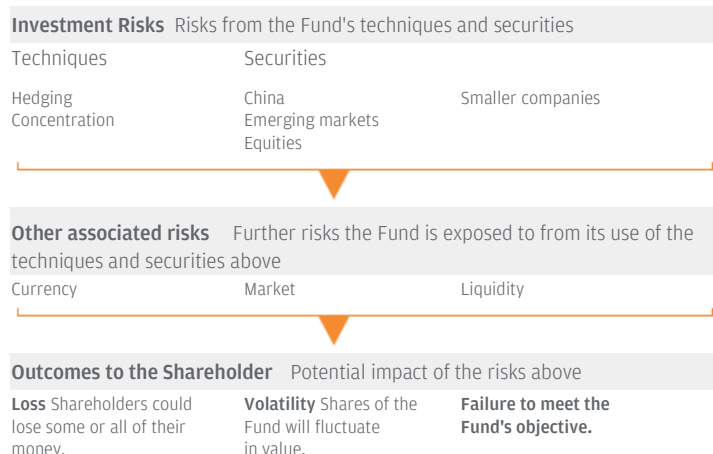 Investment Risks Risks from the Fund's techniques and securities
Techniques Securities
Hedging China Smaller companies
Concentration Emerging markets
Equities
Other associated risks Further risks the Fund is exposed to from its use of the
techniques and securities above
Currency Market Liquidity
Outcomes to the Shareholder Potential impact of the risks above
Loss Shareholders could Volatility Shares of the Failure to meet the
lose some or all of their Fund will fluctuate Fund's objective.
money. in value.